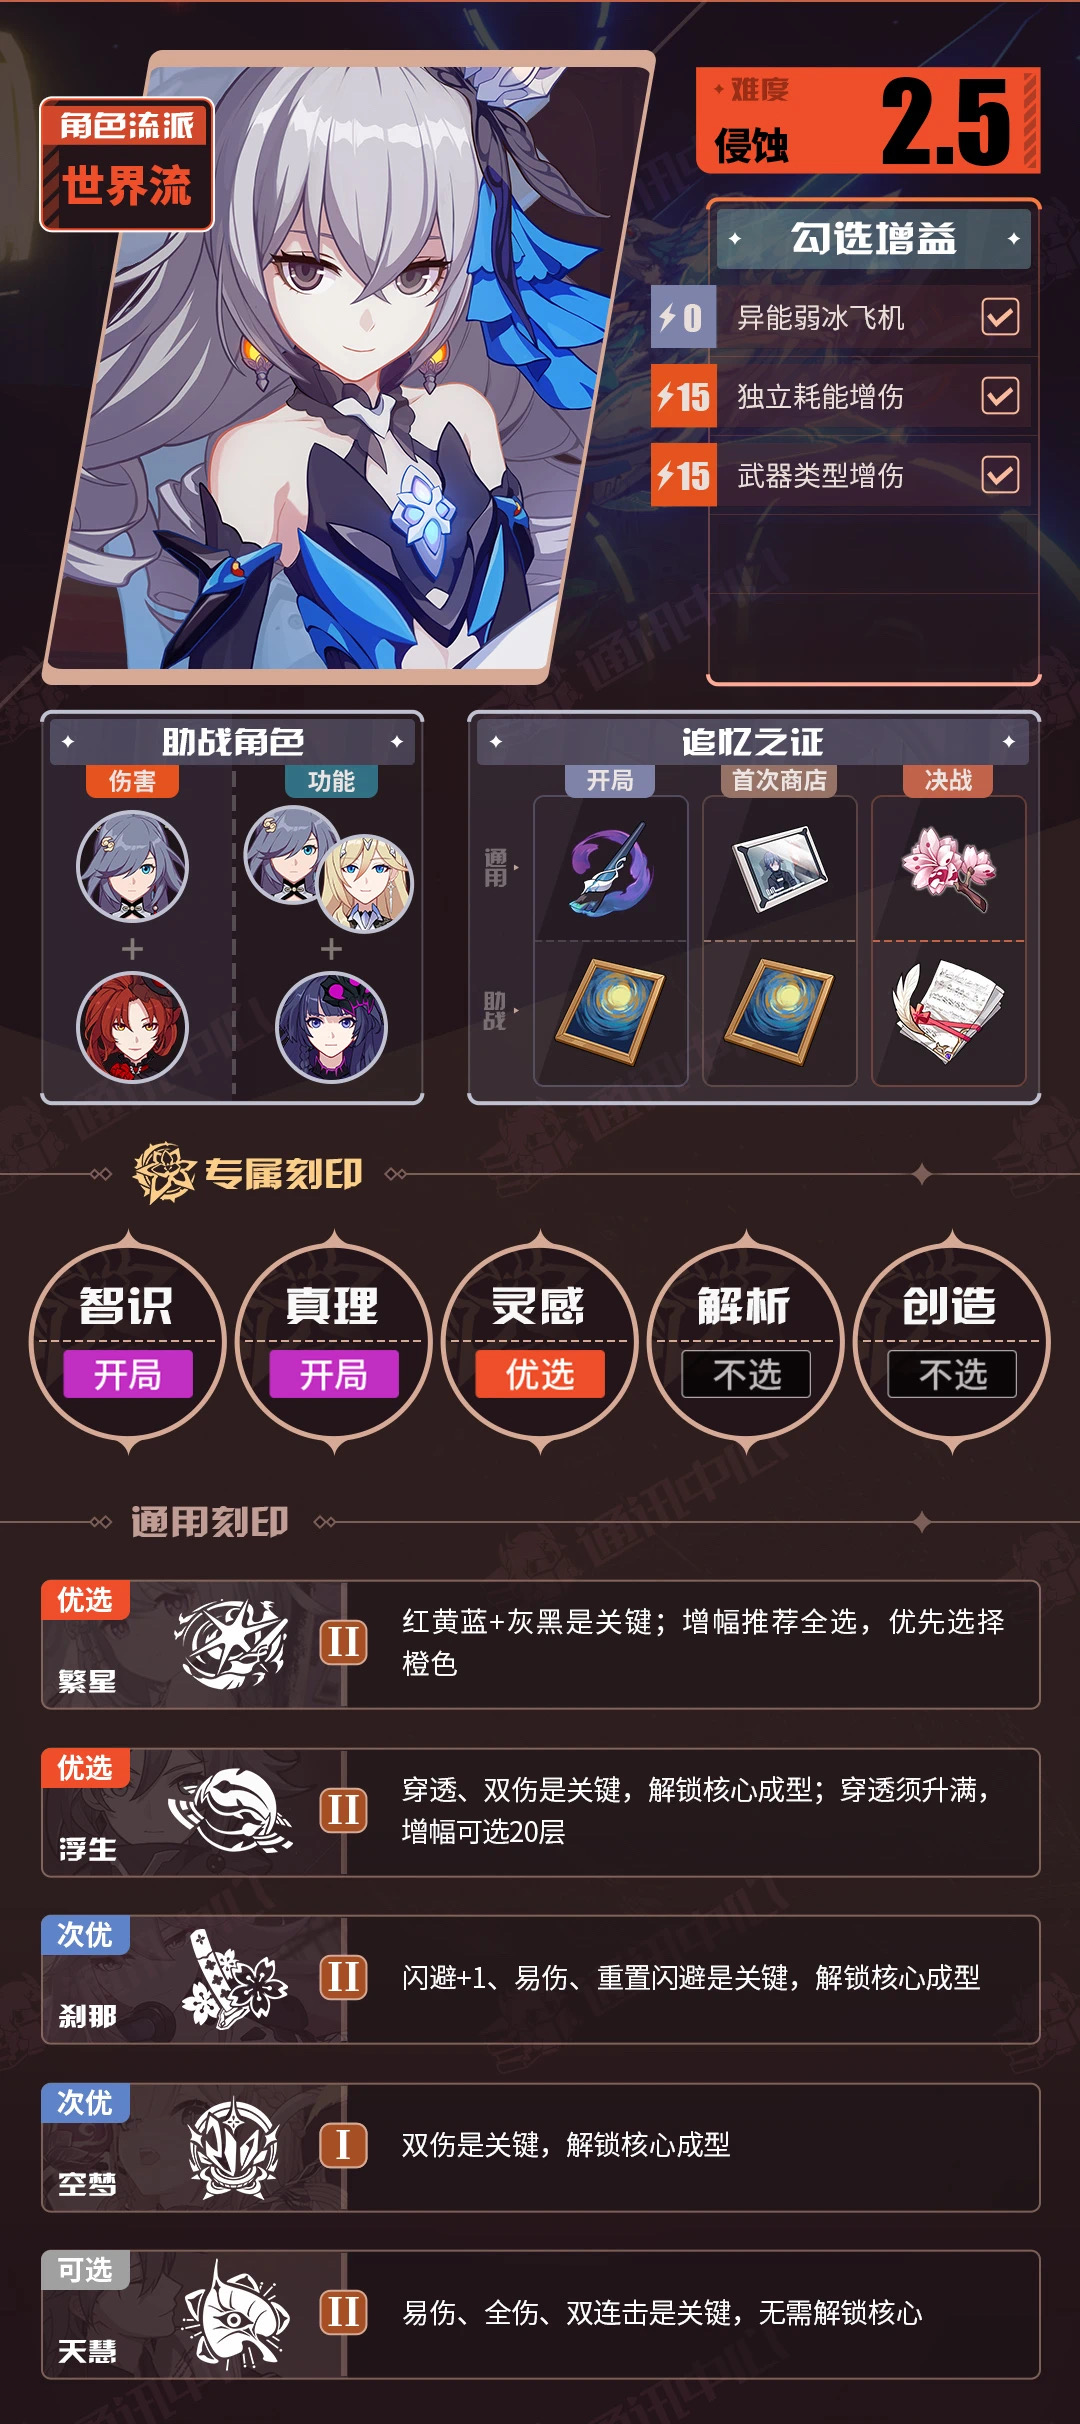 角色流派
世界流
难度
侵蚀
2.5
勾选增益
0 异能弱冰飞机
15 独立耗能增伤
15 武器类型增伤
助战角色
伤害
功能
追忆之证
开局
首次商店
决战
通用
助战
专属刻印
智识
开局
真理
开局
灵感
优选
解析
不选
创造
不选
通用刻印
优选
繁星
II
红黄蓝+灰黑是关键；增幅推荐全选，优先选择
橙色
优选
浮生
II
穿透、双伤是关键，解锁核心成型；穿透须升满，
增幅可选20层
次优
刹那
II
闪避+1、易伤、重置闪避是关键，解锁核心成型
次优
空梦
I
双伤是关键，解锁核心成型
可选
天慧
II
易伤、全伤、双连击是关键，无需解锁核心
通讯中心